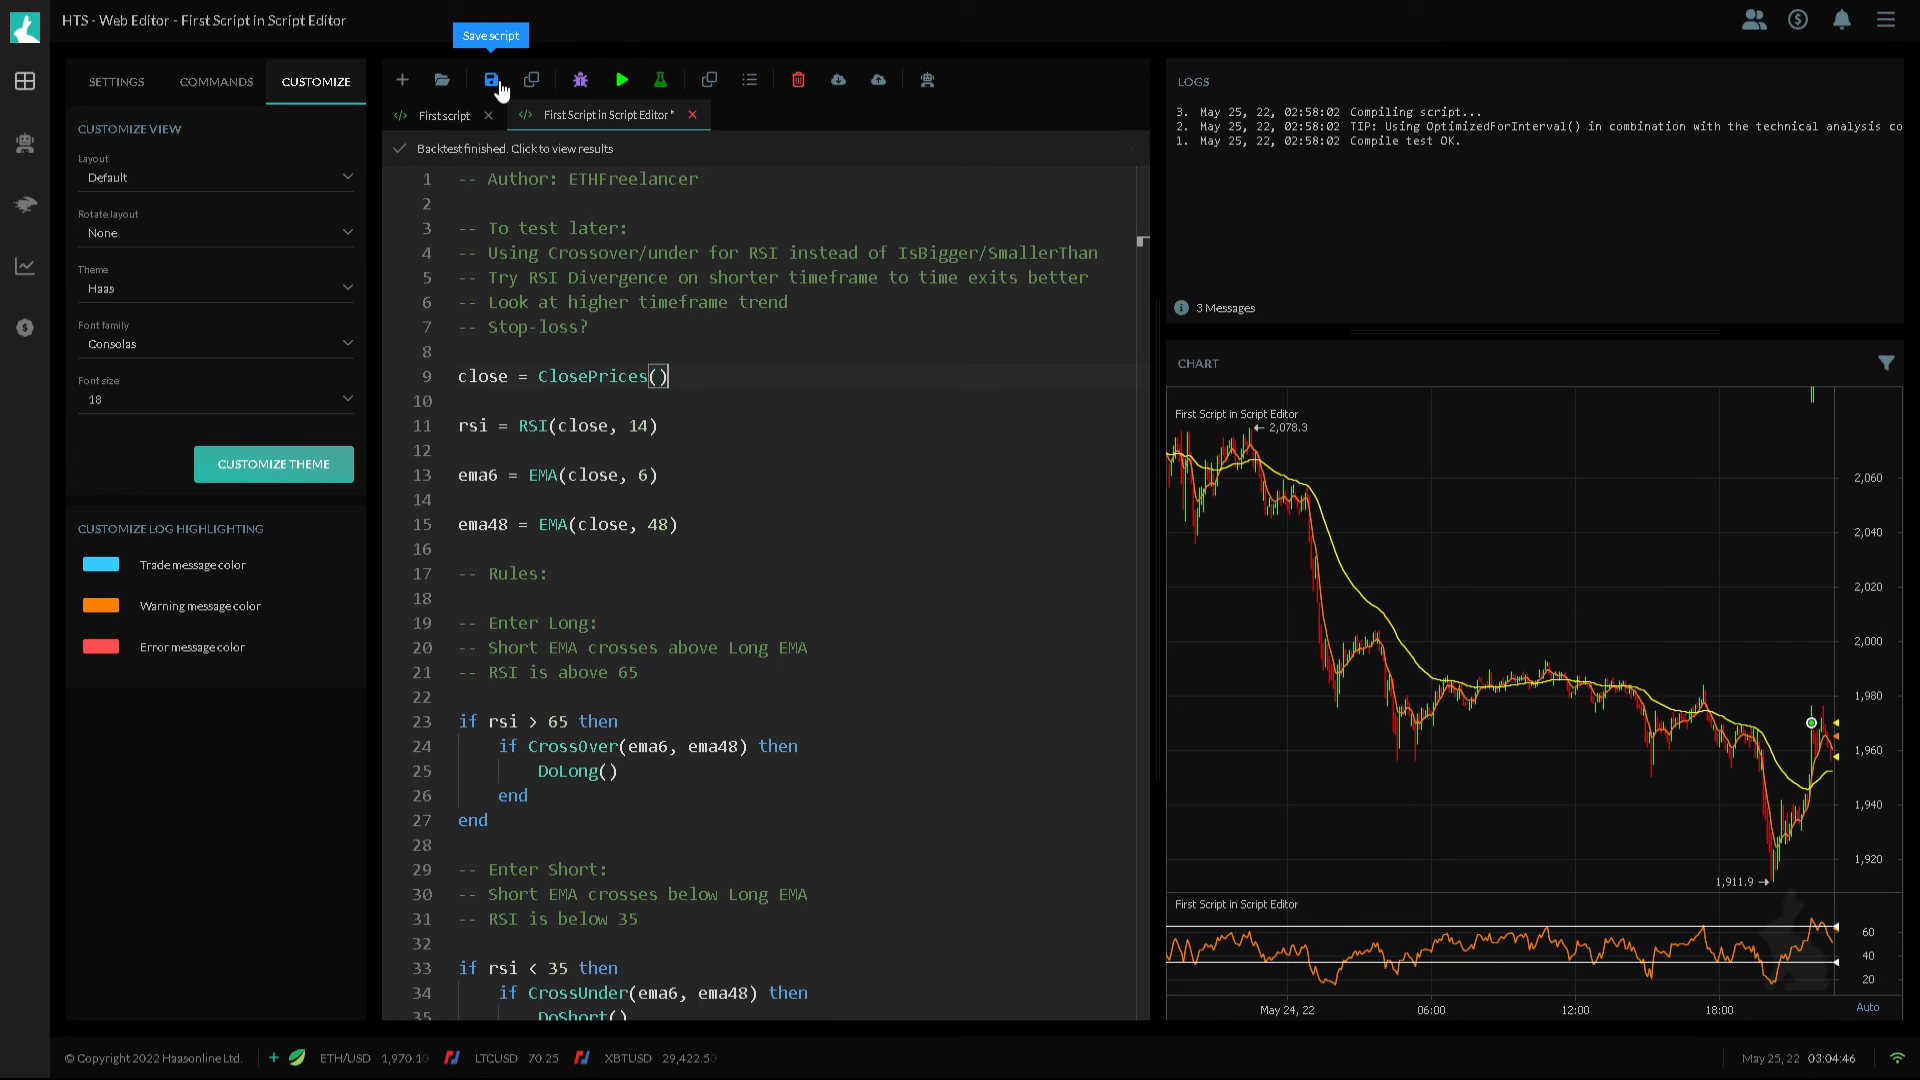 HTS - Web Editor - First Script in Script Editor
Save script
SETTINGS
COMMANDS
CUSTOMIZE
CUSTOMIZE VIEW
Layout
Default
Rotate layout
None
Theme
Haas
Font family
Consolas
Font size
18
CUSTOMIZE THEME
CUSTOMIZE LOG HIGHLIGHTING
Trade message color
Warning message color
Error message color
First script
First Script in Script Editor *
Backtest finished. Click to view results
1 -- Author: ETHFreelancer
2
3 -- To test later:
4 -- Using Crossover/under for RSI instead of IsBigger/SmallerThan
5 -- Try RSI Divergence on shorter timeframe to time exits better
6 -- Look at higher timeframe trend
7 -- Stop-loss?
8
9 close = ClosePrices()
10
11 rsi = RSI(close, 14)
12
13 ema6 = EMA(close, 6)
14
15 ema48 = EMA(close, 48)
16
17 -- Rules:
18
19 -- Enter Long:
20 -- Short EMA crosses above Long EMA
21 -- RSI is above 65
22
23 if rsi > 65 then
24 if CrossOver(ema6, ema48) then
25 DoLong()
26 end
27 end
28
29 -- Enter Short:
30 -- Short EMA crosses below Long EMA
31 -- RSI is below 35
32
33 if rsi < 35 then
34 if CrossUnder(ema6, ema48) then
35 DoShort()
LOGS
3. May 25, 22, 02:58:02 Compiling script...
2. May 25, 22, 02:58:02 TIP: Using OptimizedForInterval() in combination with the technical analysis co
1. May 25, 22, 02:58:02 Compile test OK.
3 Messages
CHART
First Script in Script Editor
2,078.3
2,060
2,040
2,020
2,000
1,980
1,960
1,940
1,920
1,911.9
First Script in Script Editor
60
40
20
May 24, 22
06:00
12:00
18:00
Auto
© Copyright 2022 Haasonline Ltd.
ETH/USD 1,970.10
LTCUSD 70.25
XBTUSD 29,422.50
May 25, 22 03:04:46